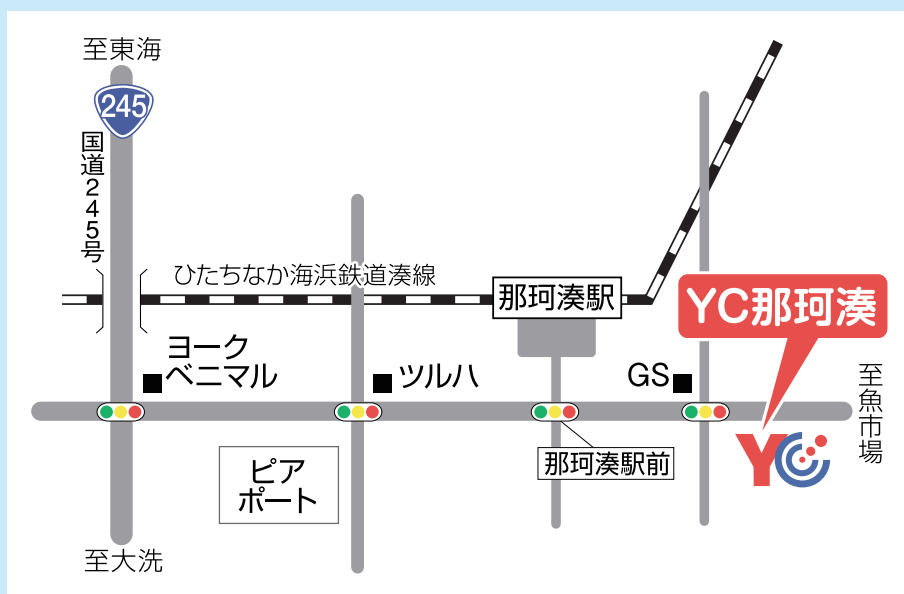 至東海
245
国道245号
ひたちなか海浜鉄道湊線
那珂湊駅
YC那珂湊
ヨーク
ベニマル
ツルハ
GS
至魚市場
那珂湊駅前
YC
ピア
ポート
至大洗